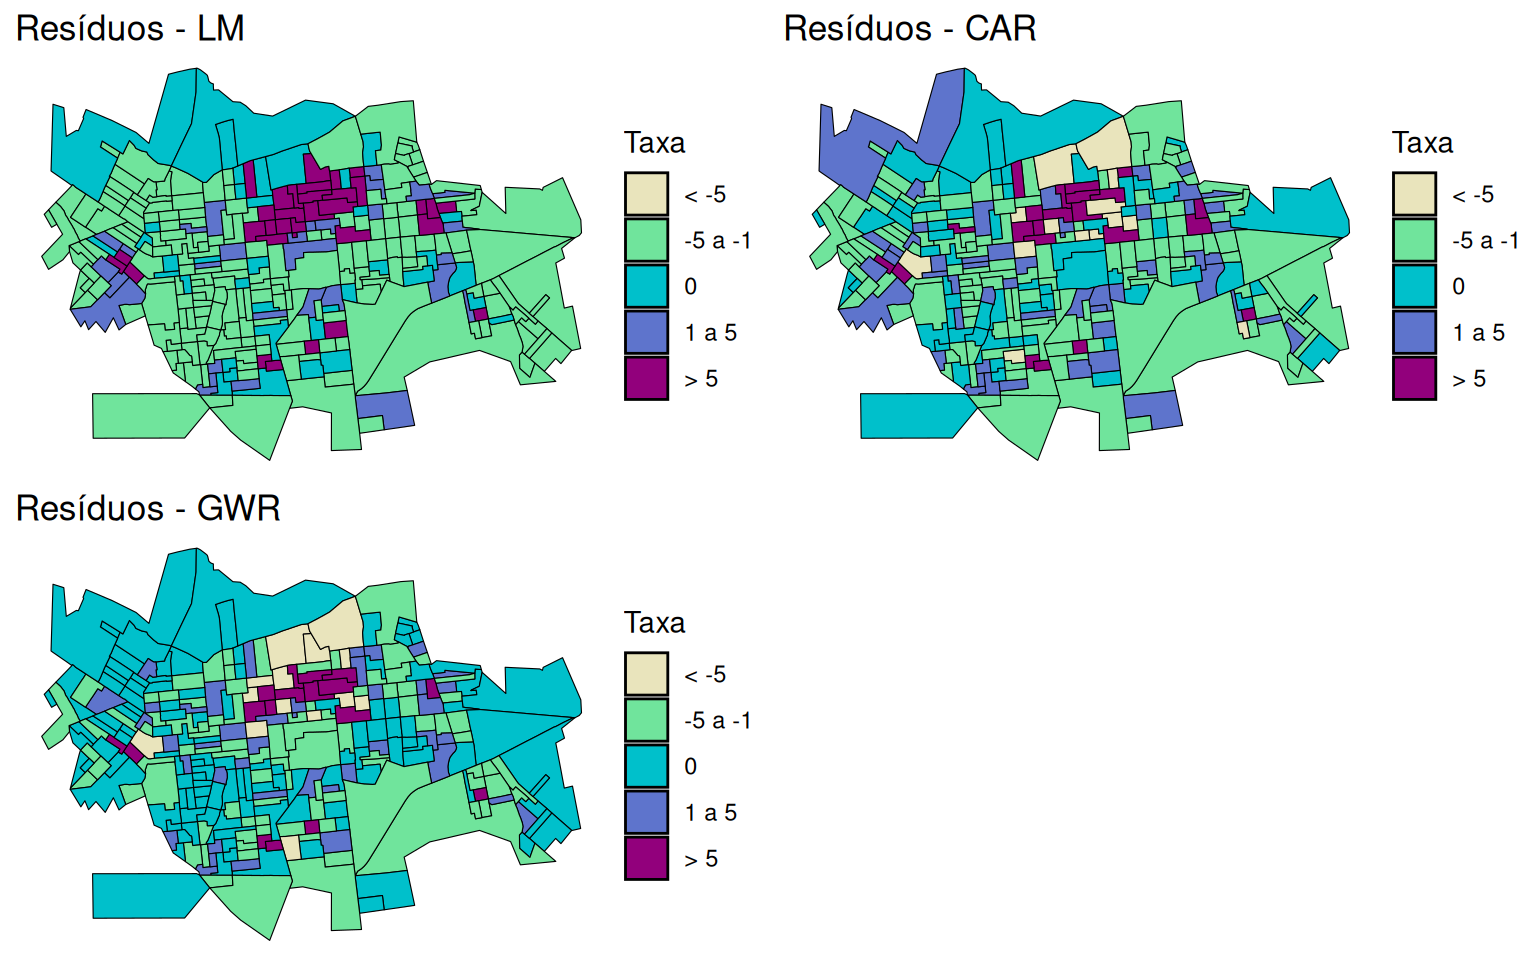 Resíduos - LM
Taxa
< -5
-5 a -1
0
1 a 5
> 5
Resíduos - CAR
Taxa
< -5
-5 a -1
0
1 a 5
> 5
Resíduos - GWR
Taxa
< -5
-5 a -1
0
1 a 5
> 5